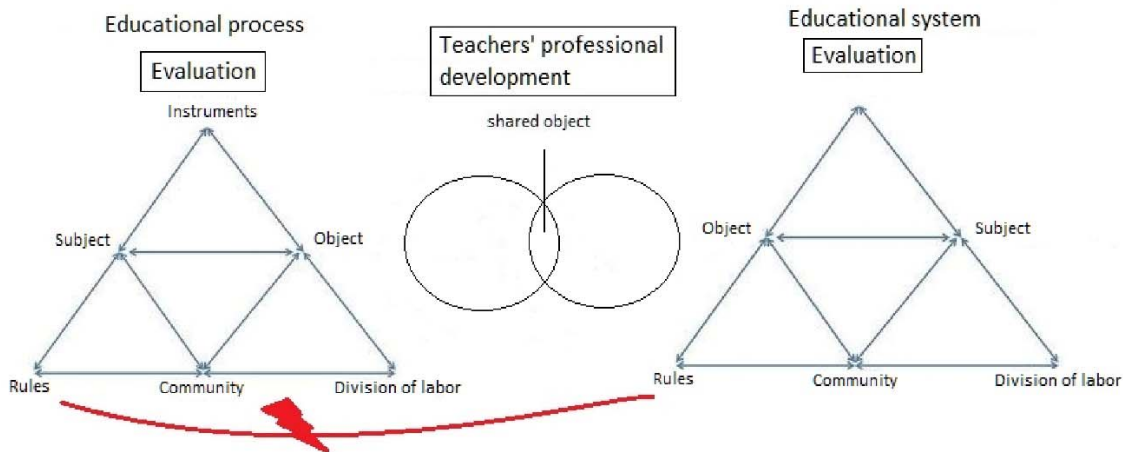 Educational process
Evaluation
Instruments
Subject
Object
Rules
Community
Division of labor
Teachers' professional
development
shared object
Educational system
Evaluation
Object
Subject
Rules
Community
Division of labor